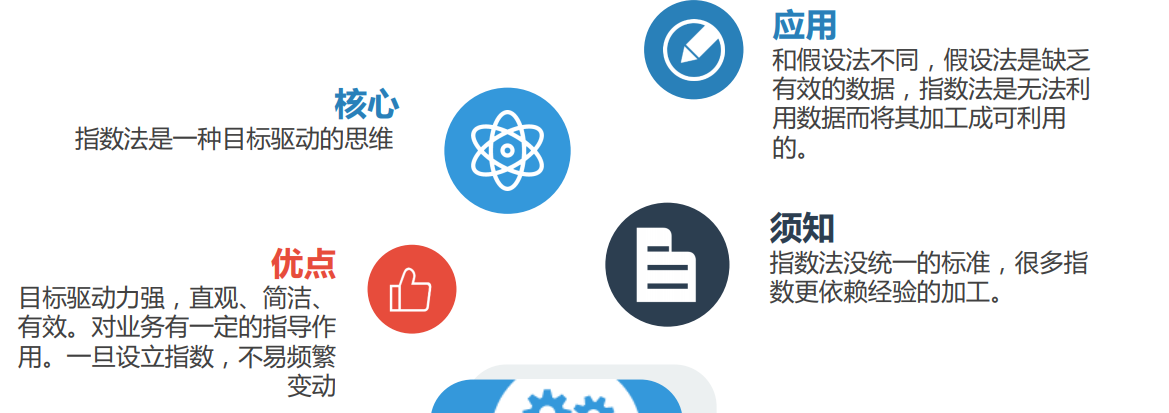 核心
指数法是一种目标驱动的思维
优点
目标驱动力强，直观、简洁、
有效。对业务有一定的指导作
用。一旦设立指数，不易频繁
变动
应用
和假设法不同，假设法是缺乏
有效的数据，指数法是无法利
用数据而将其加工成可利用
的。
须知
指数法没统一的标准，很多指
数更依赖经验的加工。